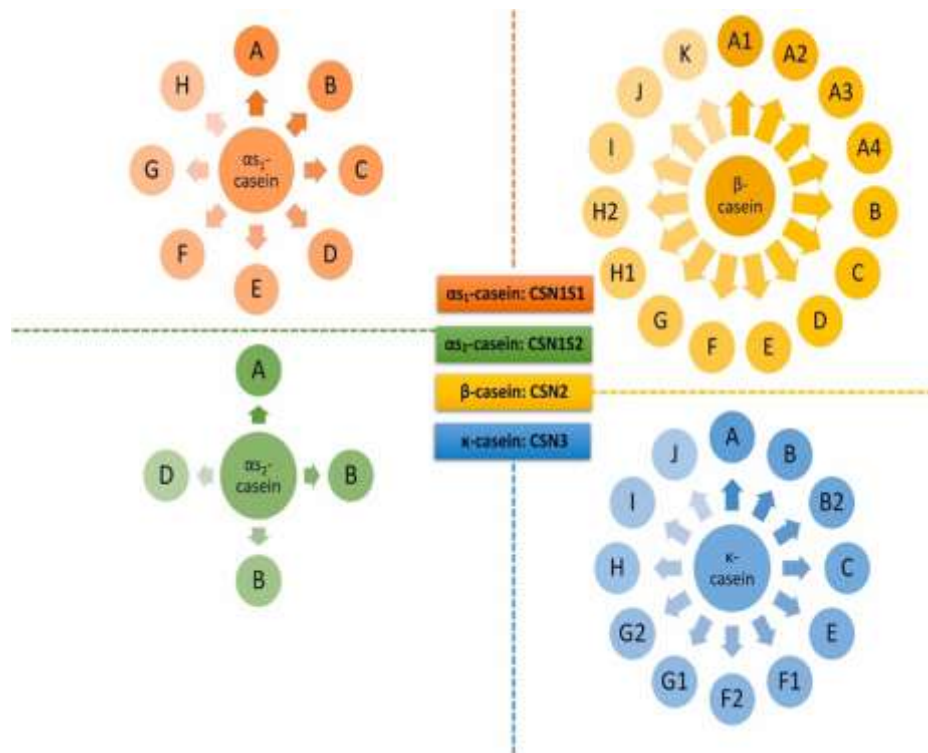 A
B
C
D
E
F
G
H
αs₁-
casein
A1
A2
A3
A4
B
C
D
E
F
G
H1
H2
I
J
K
β-
casein
αs₁-casein: CSN1S1
αs₂-casein: CSN1S2
β-casein: CSN2
κ-casein: CSN3
A
B
B
D
αs₂-
casein
A
B
B2
C
E
F1
F2
G1
G2
H
I
J
κ-
casein